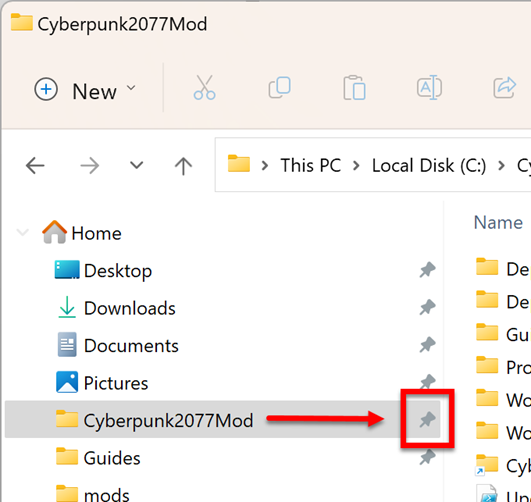 Cyberpunk2077Mod
New
This PC > Local Disk (C:) > Cy
Home
Name
Desktop
De
Downloads
De
Documents
Gu
Pictures
Pro
Cyberpunk2077Mod
Wo
Wo
Guides
Cyb
mods
Up